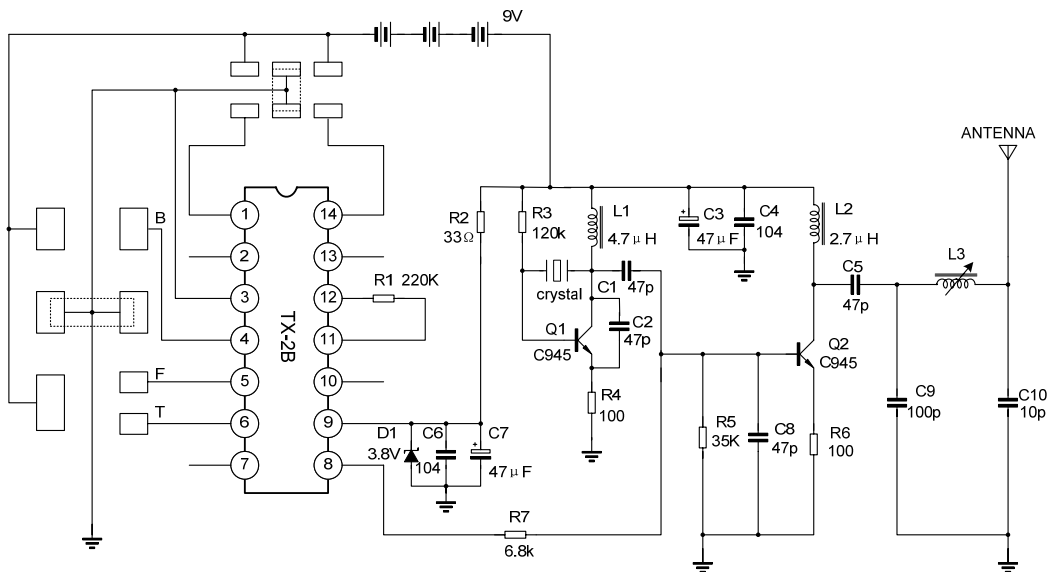 9V
ANTENNA
B
F
T
1
2
3
4
5
6
7
14
13
12
11
10
9
8
TX-2B
R1 220K
R2
33Ω
R3
120k
L1
4.7μH
C3
47μF
C4
104
L2
2.7μH
crystal
C1
47p
C2
47p
Q1
C945
R4
100
C5
47p
L3
Q2
C945
D1
3.8V
C6
104
C7
47μF
R5
35K
C8
47p
R6
100
C9
100p
C10
10p
R7
6.8k
+
+